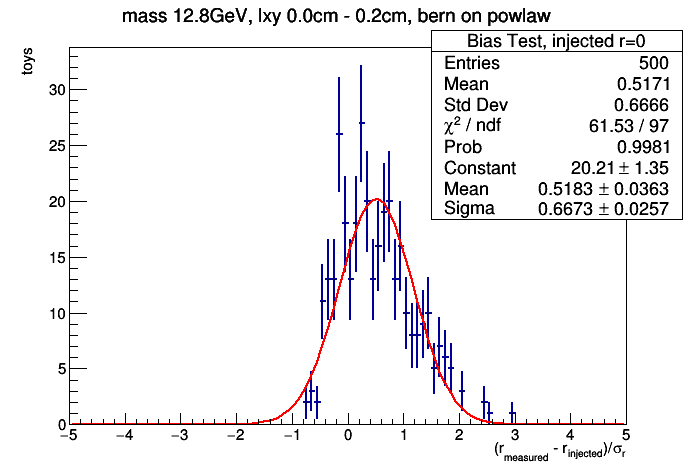 mass 12.8GeV, lxy 0.0cm - 0.2cm, bern on powlaw
Bias Test, injected r=0
Entries 500
Mean 0.5171
Std Dev 0.6666
χ² / ndf 61.53 / 97
Prob 0.9981
Constant 20.21 ± 1.35
Mean 0.5183 ± 0.0363
Sigma 0.6673 ± 0.0257
toys
30
25
20
15
10
5
0
−5 −4 −3 −2 −1 0 1 2 3 4 5
(r_measured - r_injected)/σ_r